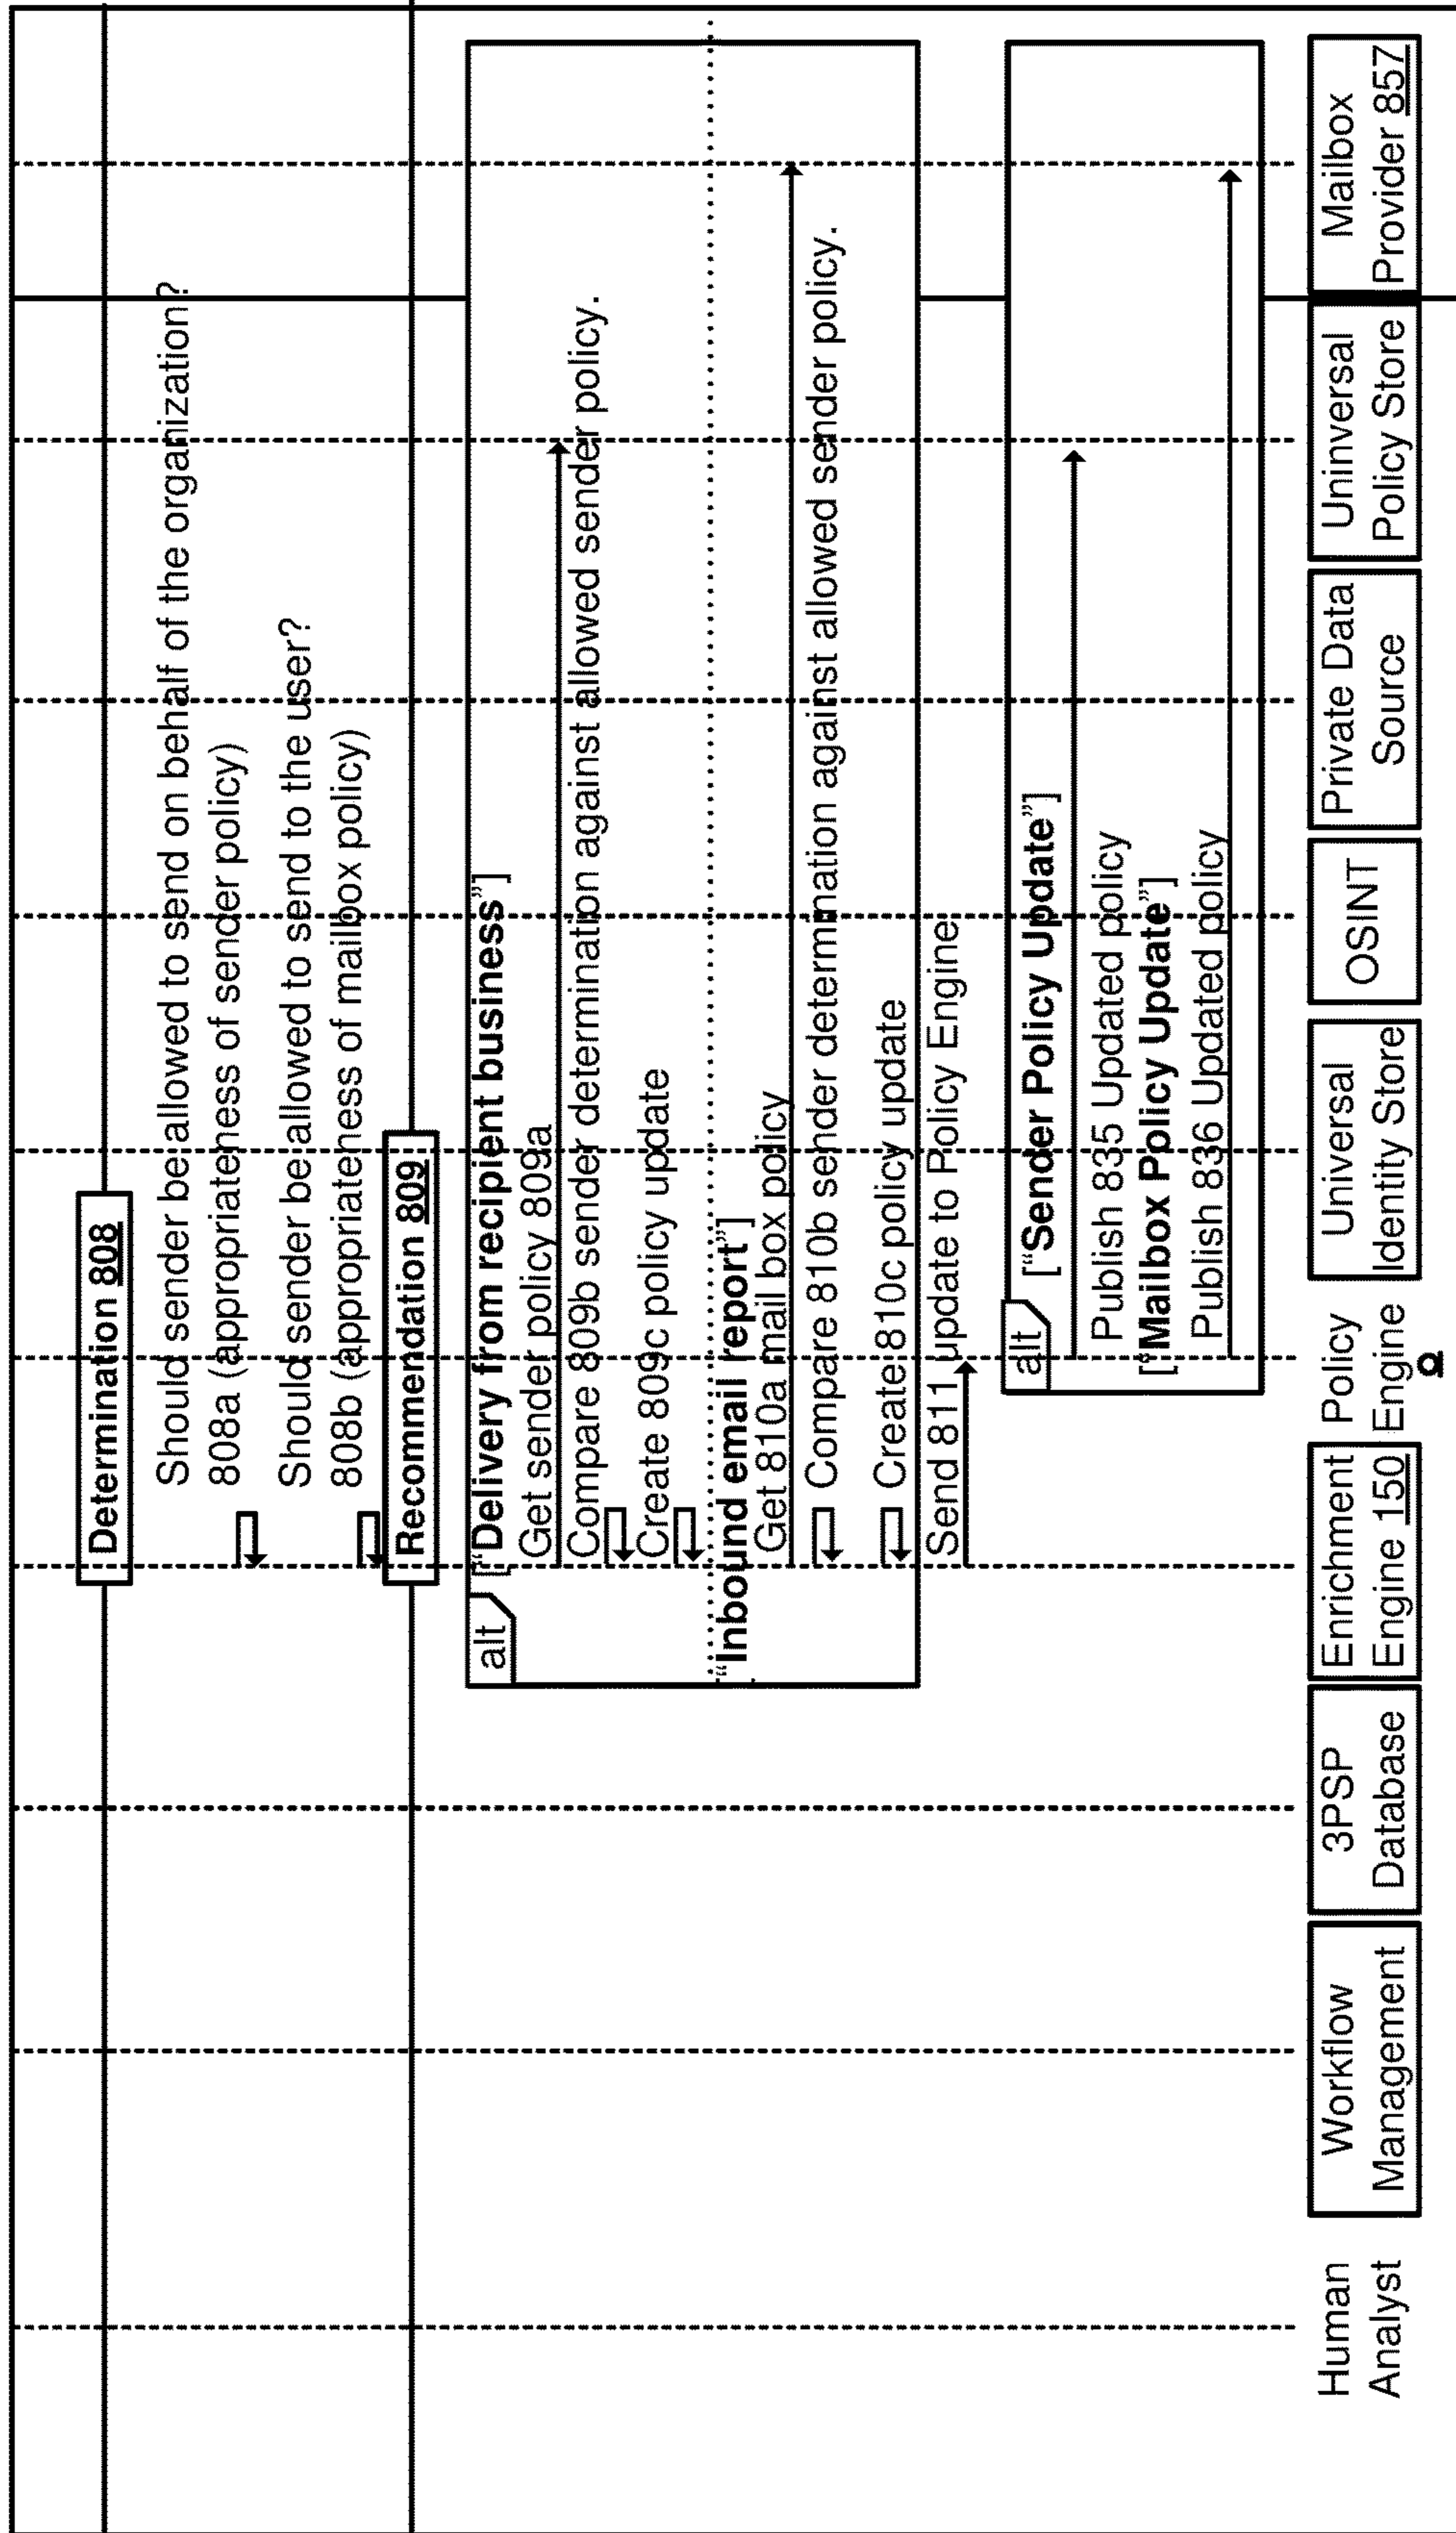 Determination 808
Should sender be allowed to send on behalf of the organization?
808a (appropriateness of sender policy)
Should sender be allowed to send to the user?
808b (appropriateness of mailbox policy)
Recommendation 809
alt
[“Delivery from recipient business”]
Get sender policy 809a
Compare 809b sender determination against allowed sender policy.
Create 809c policy update
“Inbound email report”]
Get 810a mail box policy
Compare 810b sender determination against allowed sender policy.
Create 810c policy update
Send 811 update to Policy Engine
alt
[“Sender Policy Update”]
Publish 835 Updated policy
[“Mailbox Policy Update”]
Publish 836 Updated policy
Human
Analyst
Workflow
Management
3PSP
Database
Enrichment
Engine 150
Policy
Engine
Universal
Identity Store
OSINT
Private Data
Source
Uninversal
Policy Store
Mailbox
Provider 857